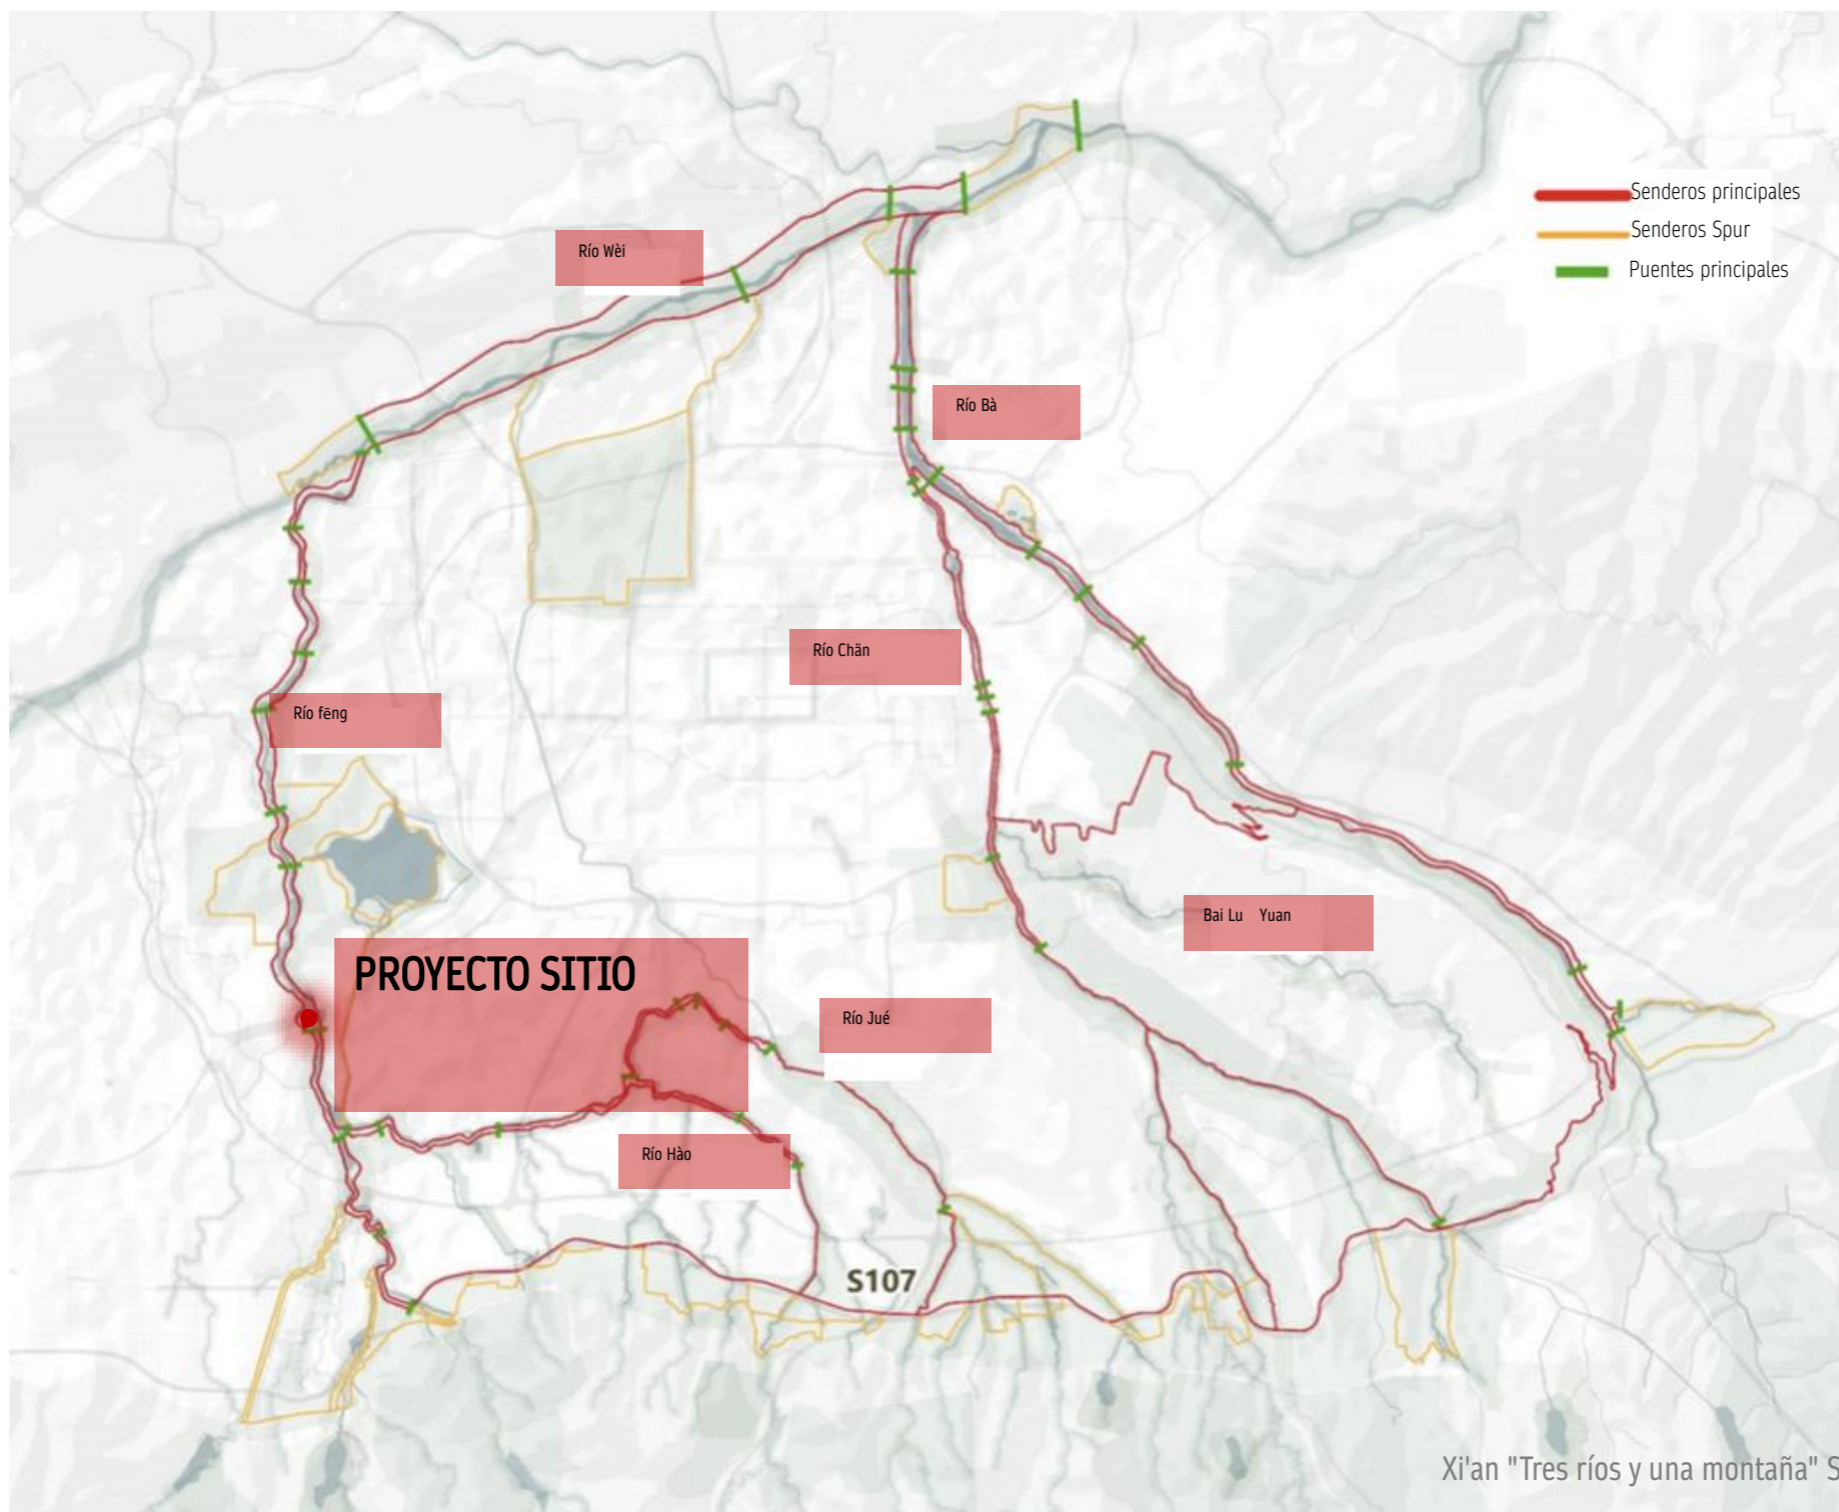 Senderos principales
Senderos Spur
Puentes principales
Río Wèi
Río Bà
Río Chän
Río fēng
Bai Lu Yuan
PROYECTO SITIO
Río Jué
Río Hào
S107
Xi'an "Tres ríos y una montaña" S